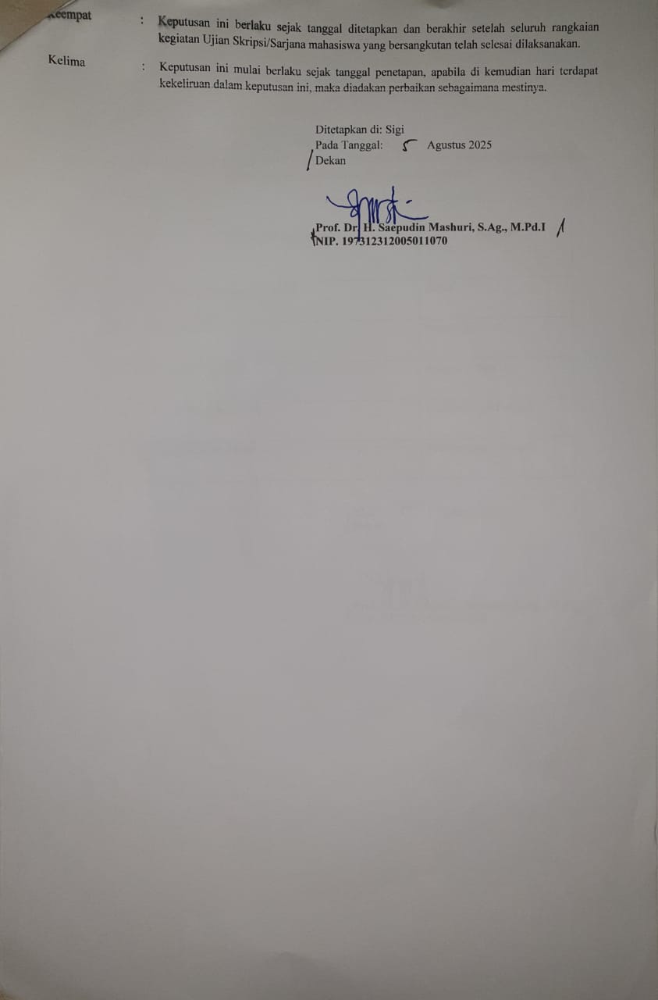 Keempat : Keputusan ini berlaku sejak tanggal ditetapkan dan berakhir setelah seluruh rangkaian
kegiatan Ujian Skripsi/Sarjana mahasiswa yang bersangkutan telah selesai dilaksanakan.
Kelima : Keputusan ini mulai berlaku sejak tanggal penetapan, apabila di kemudian hari terdapat
kekeliruan dalam keputusan ini, maka diadakan perbaikan sebagaimana mestinya.
Ditetapkan di: Sigi
Pada Tanggal: 5 Agustus 2025
Dekan
Prof. Dr. H. Saepudin Mashuri, S.Ag., M.Pd.I
NIP. 197312312005011070